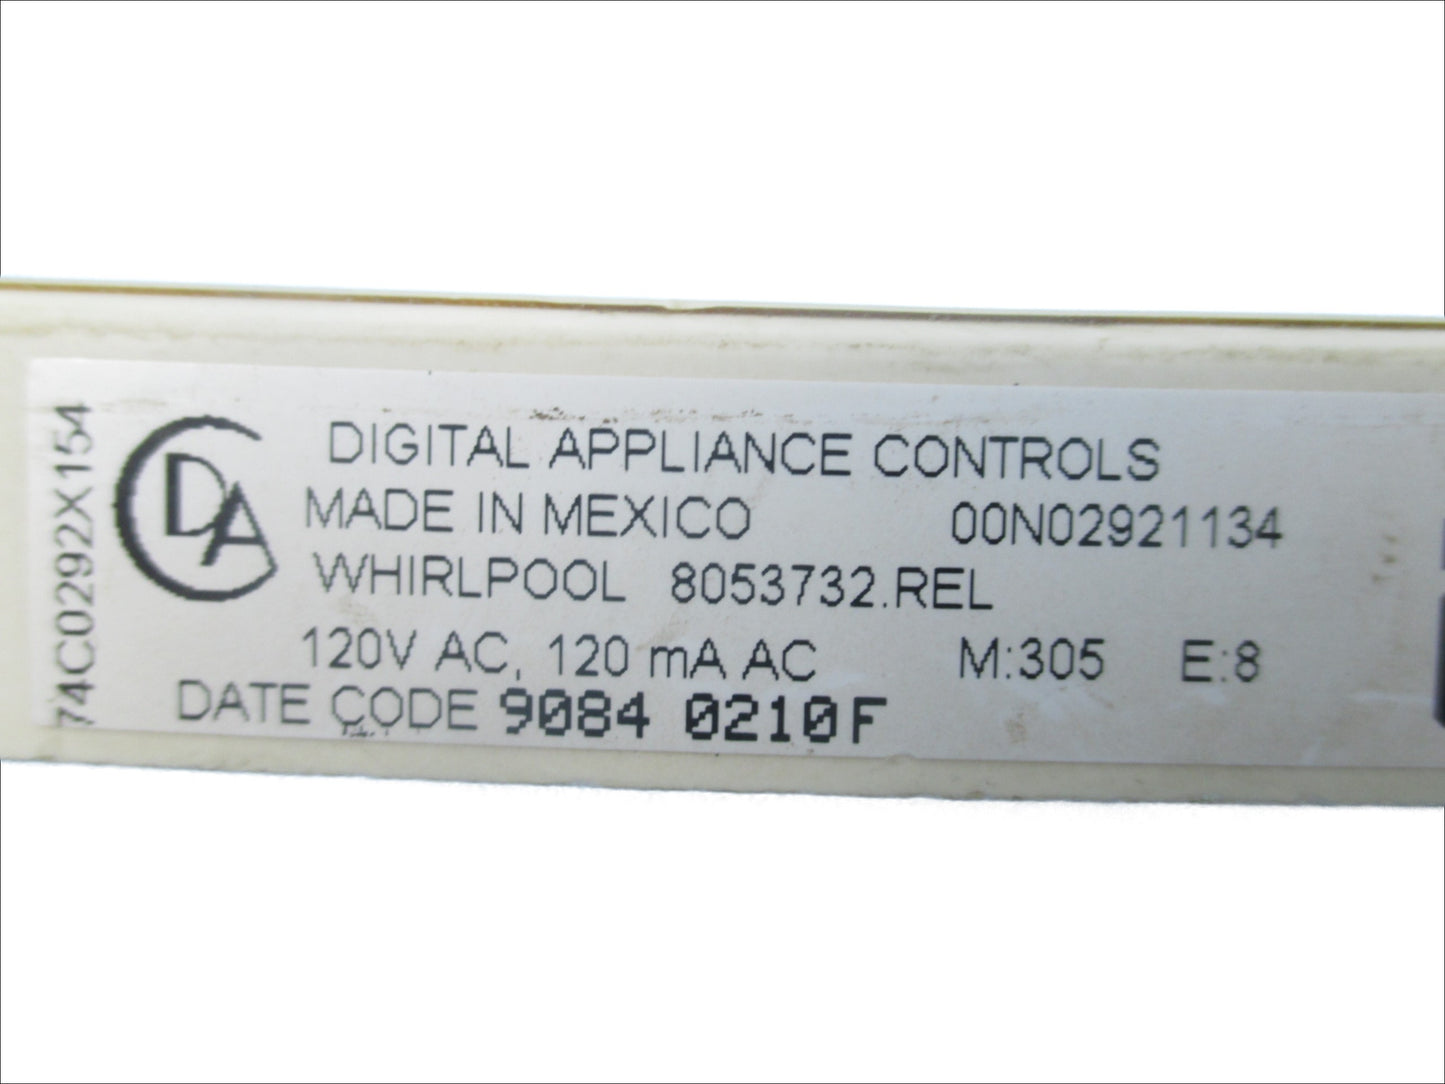 74C0292X154
DA
DIGITAL APPLIANCE CONTROLS
MADE IN MEXICO 00N02921134
WHIRLPOOL 8053732.REL
120V AC, 120 mA AC M:305 E:8
DATE CODE 9084 0210F